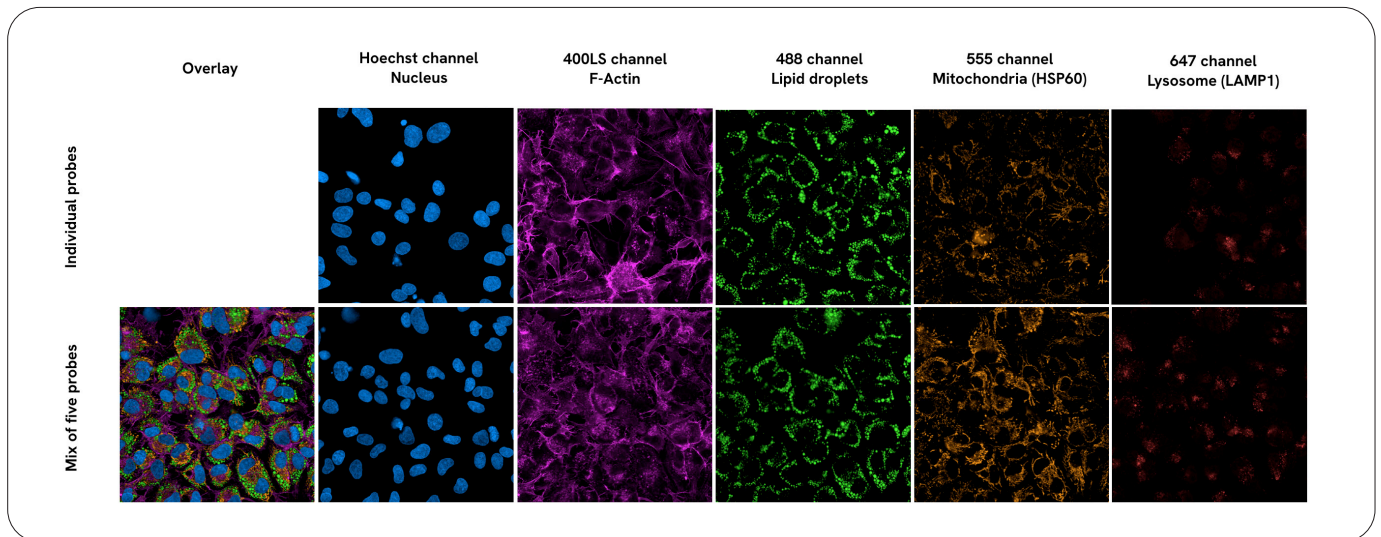 Overlay
Hoechst channel
Nucleus
400LS channel
F-Actin
488 channel
Lipid droplets
555 channel
Mitochondria (HSP60)
647 channel
Lysosome (LAMP1)
Individual probes
Mix of five probes